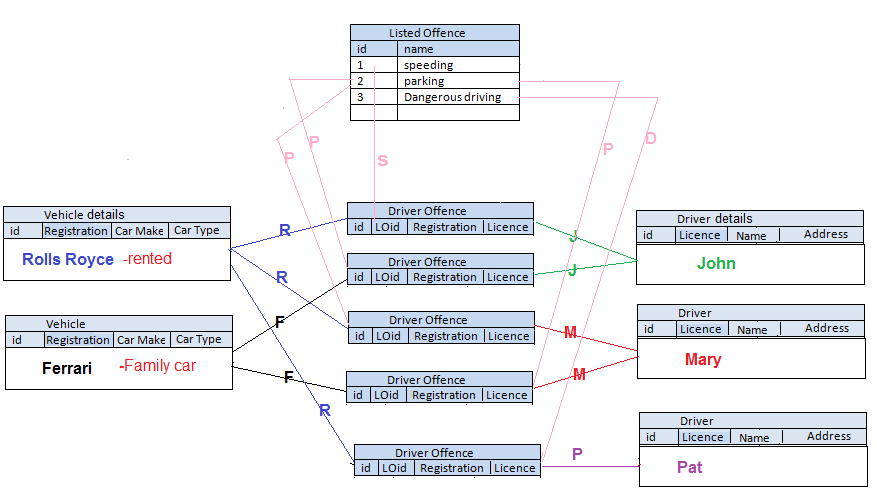 Listed Offence
id name
1 speeding
2 parking
3 Dangerous driving
P P S P D
Vehicle details
id Registration Car Make Car Type
Rolls Royce -rented
R
Driver Offence
id LOid Registration Licence
J
Driver details
id Licence Name Address
John
R
Driver Offence
id LOid Registration Licence
J
Vehicle
id Registration Car Make Car Type
Ferrari -Family car
F
Driver Offence
id LOid Registration Licence
M
Driver
id Licence Name Address
Mary
F
Driver Offence
id LOid Registration Licence
M
R
Driver Offence
id LOid Registration Licence
P
Driver
id Licence Name Address
Pat